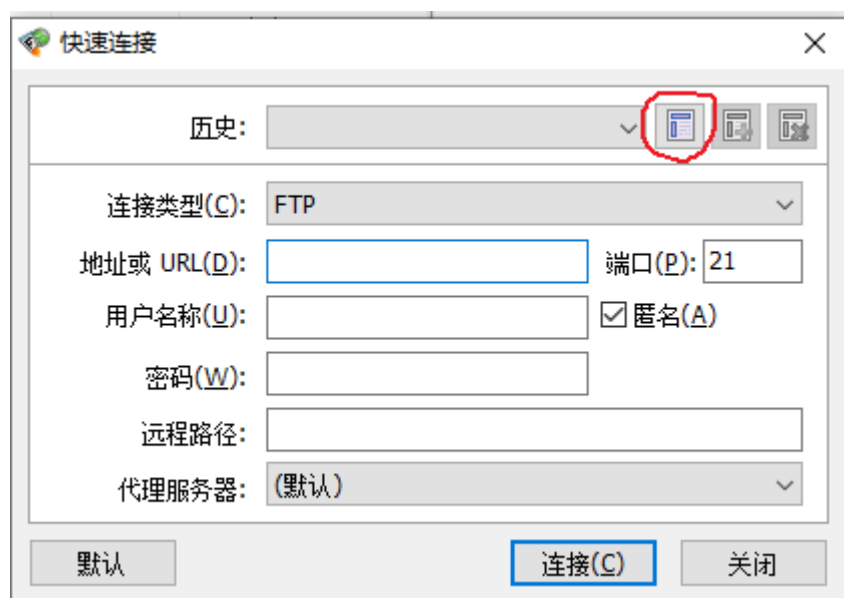 快速连接
历史:
连接类型(C): FTP
地址或 URL(D): 端口(P): 21
用户名称(U): 匿名(A)
密码(W):
远程路径:
代理服务器: (默认)
默认 连接(C) 关闭